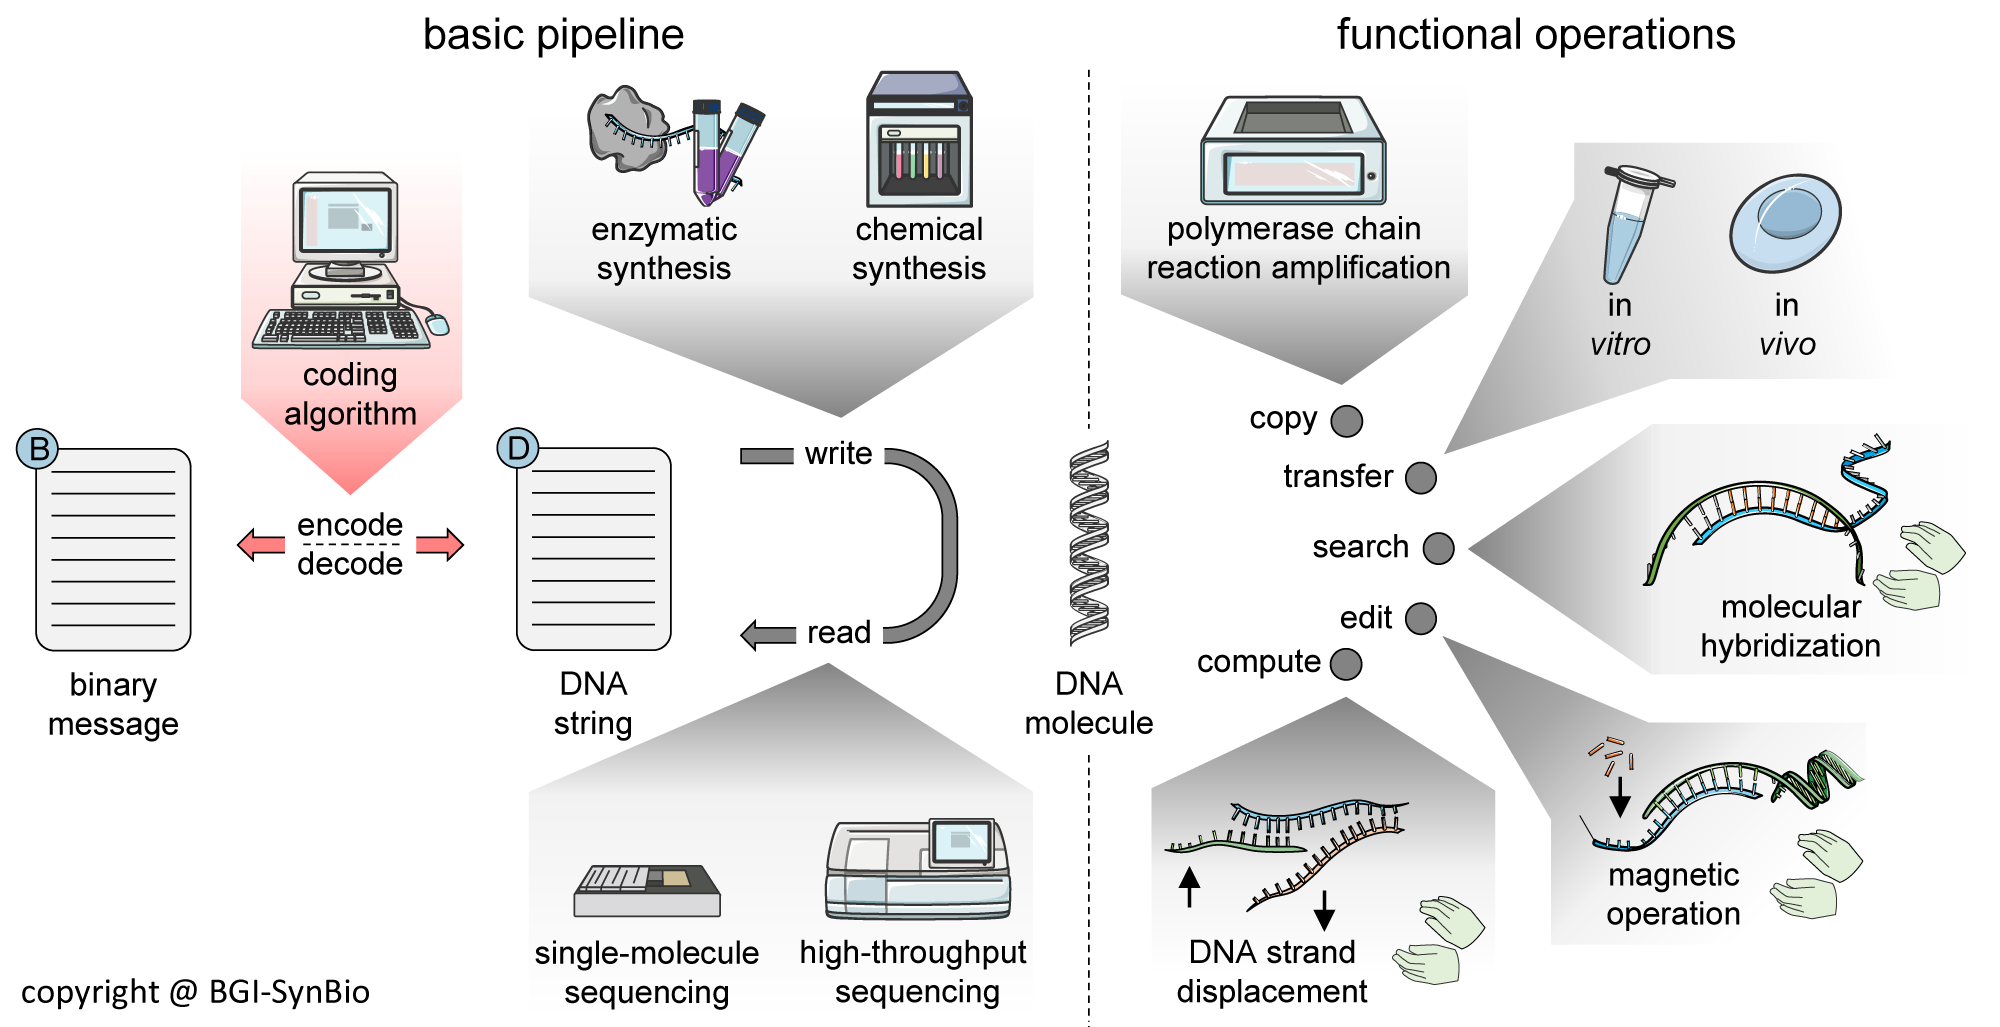 basic pipeline
functional operations
enzymatic
synthesis
chemical
synthesis
polymerase chain
reaction amplification
in
vitro
in
vivo
coding
algorithm
B
D
encode
decode
write
read
copy
transfer
search
edit
compute
binary
message
DNA
string
DNA
molecule
molecular
hybridization
magnetic
operation
single-molecule
sequencing
high-throughput
sequencing
DNA strand
displacement
copyright @ BGI-SynBio